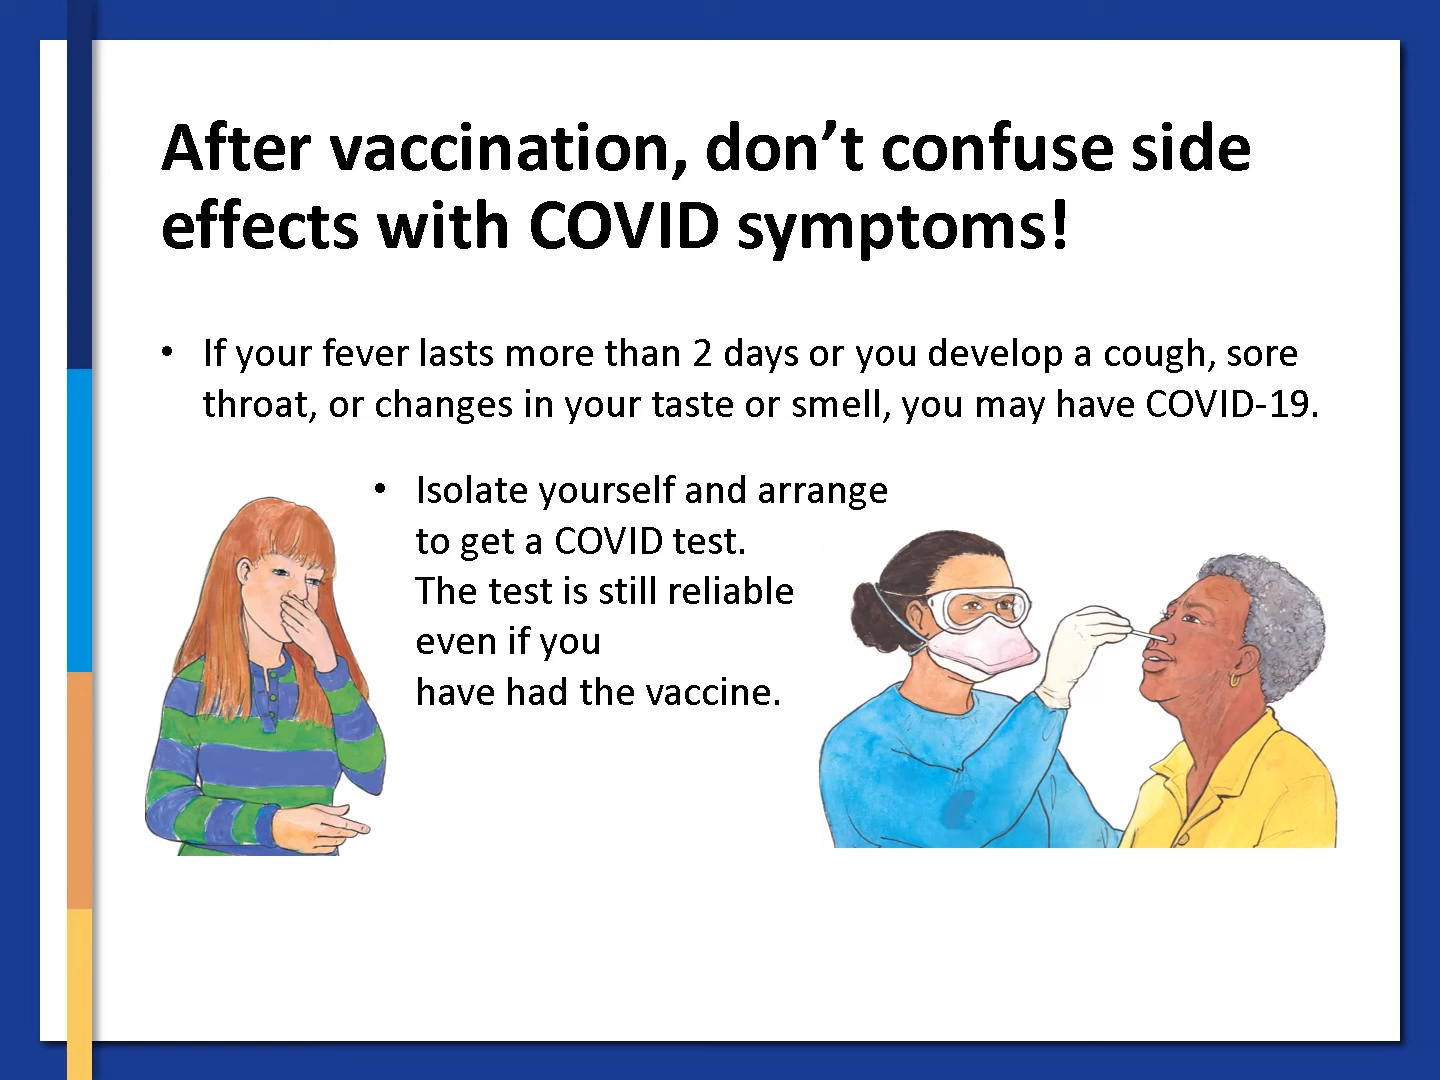 After vaccination, don’t confuse side
effects with COVID symptoms!
• If your fever lasts more than 2 days or you develop a cough, sore
throat, or changes in your taste or smell, you may have COVID-19.
• Isolate yourself and arrange
to get a COVID test.
The test is still reliable
even if you
have had the vaccine.